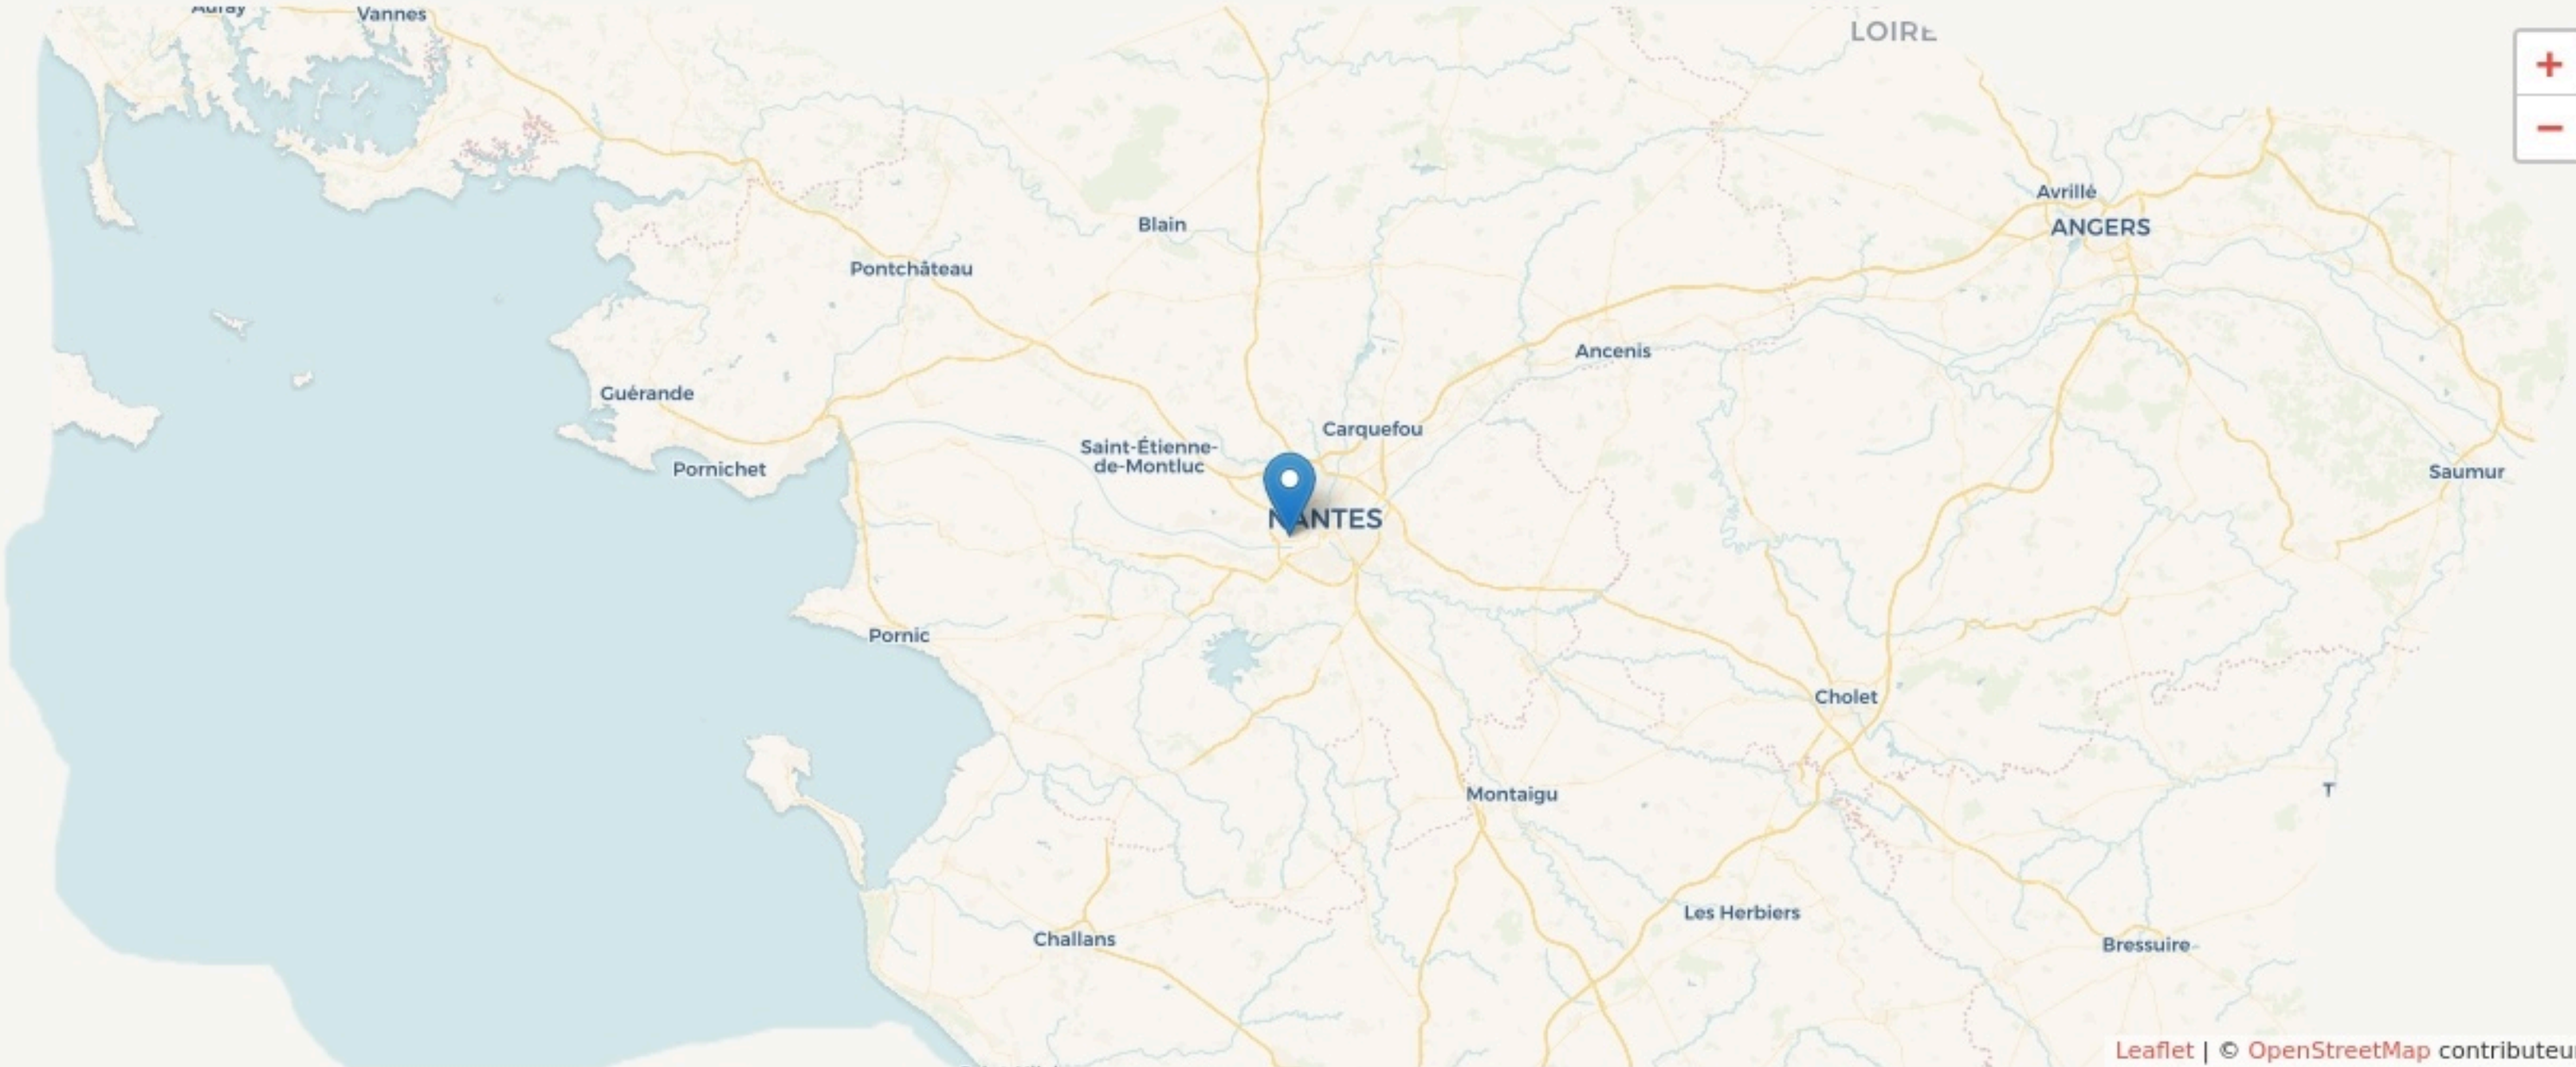 Auray
Vannes
LOIRE
+
−
Avrillé
ANGERS
Blain
Pontchâteau
Ancenis
Guérande
Carquefou
Saint-Étienne-
de-Montluc
Pornichet
Saumur
NANTES
Pornic
Cholet
T
Montaigu
Les Herbiers
Challans
Bressuire
Leaflet | © OpenStreetMap contributeu